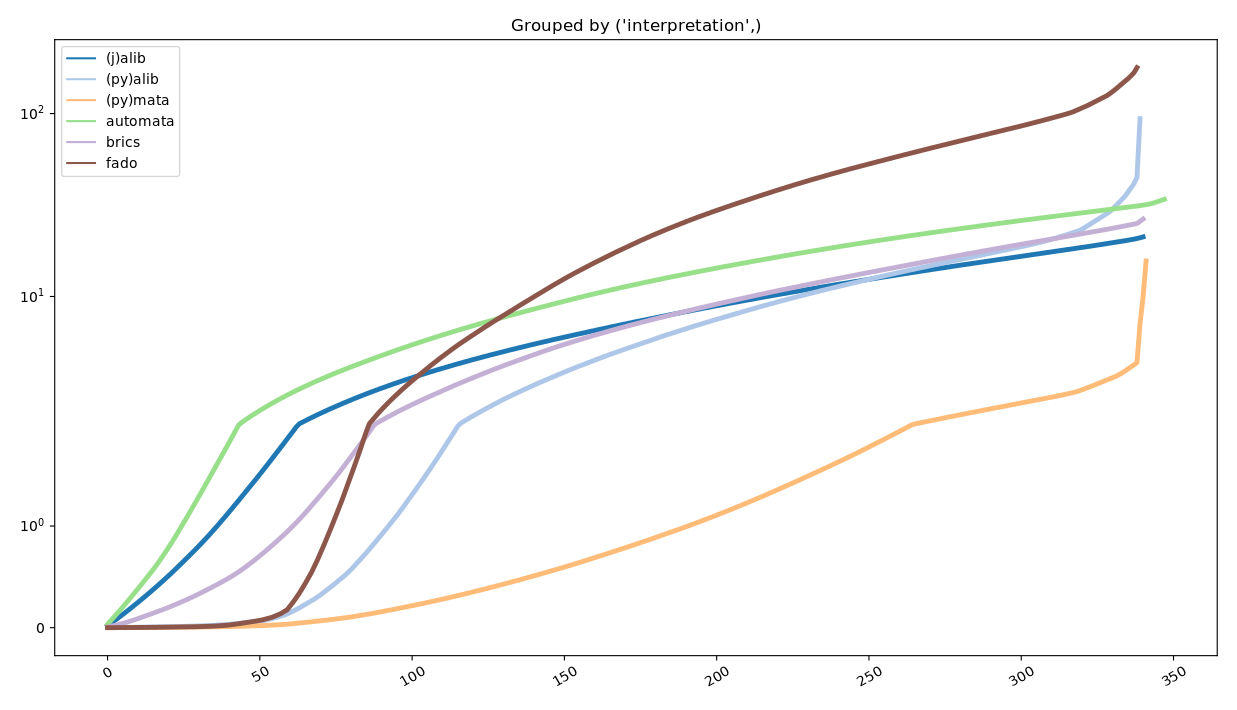 Grouped by ('interpretation',)
(j)alib
(py)alib
(py)mata
automata
brics
fado
10²
10¹
10⁰
0
0
50
100
150
200
250
300
350